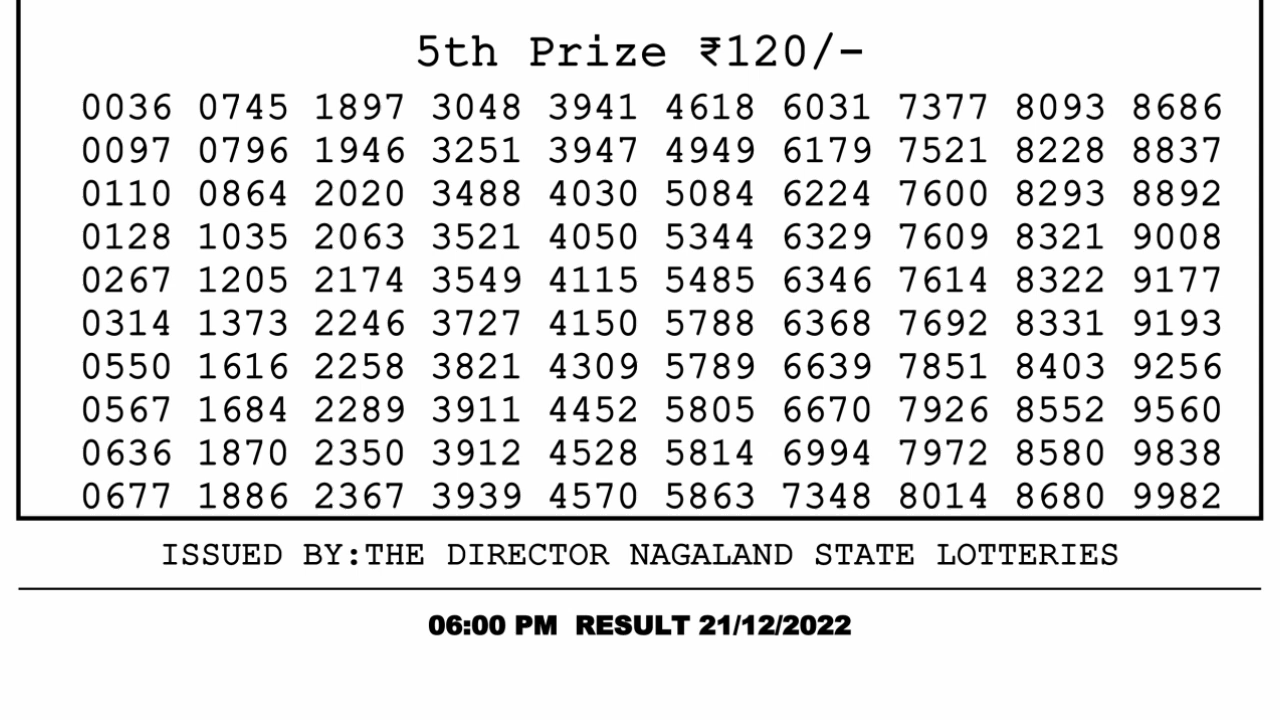 5th Prize ₹120/-
0036 0745 1897 3048 3941 4618 6031 7377 8093 8686
0097 0796 1946 3251 3947 4949 6179 7521 8228 8837
0110 0864 2020 3488 4030 5084 6224 7600 8293 8892
0128 1035 2063 3521 4050 5344 6329 7609 8321 9008
0267 1205 2174 3549 4115 5485 6346 7614 8322 9177
0314 1373 2246 3727 4150 5788 6368 7692 8331 9193
0550 1616 2258 3821 4309 5789 6639 7851 8403 9256
0567 1684 2289 3911 4452 5805 6670 7926 8552 9560
0636 1870 2350 3912 4528 5814 6994 7972 8580 9838
0677 1886 2367 3939 4570 5863 7348 8014 8680 9982
ISSUED BY:THE DIRECTOR NAGALAND STATE LOTTERIES
06:00 PM RESULT 21/12/2022